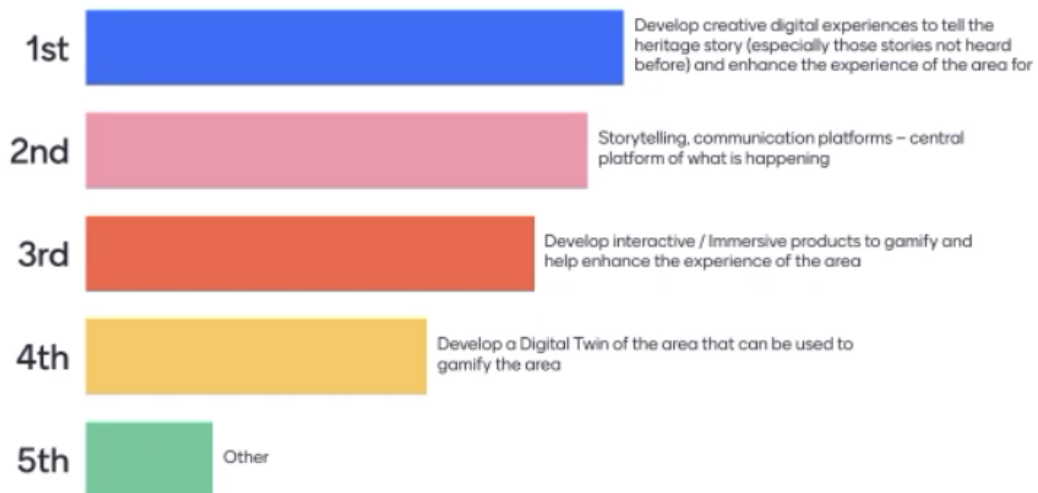 1st
Develop creative digital experiences to tell the
heritage story (especially those stories not heard
before) and enhance the experience of the area for
2nd
Storytelling, communication platforms – central
platform of what is happening
3rd
Develop interactive / Immersive products to gamify and
help enhance the experience of the area
4th
Develop a Digital Twin of the area that can be used to
gamify the area
5th
Other